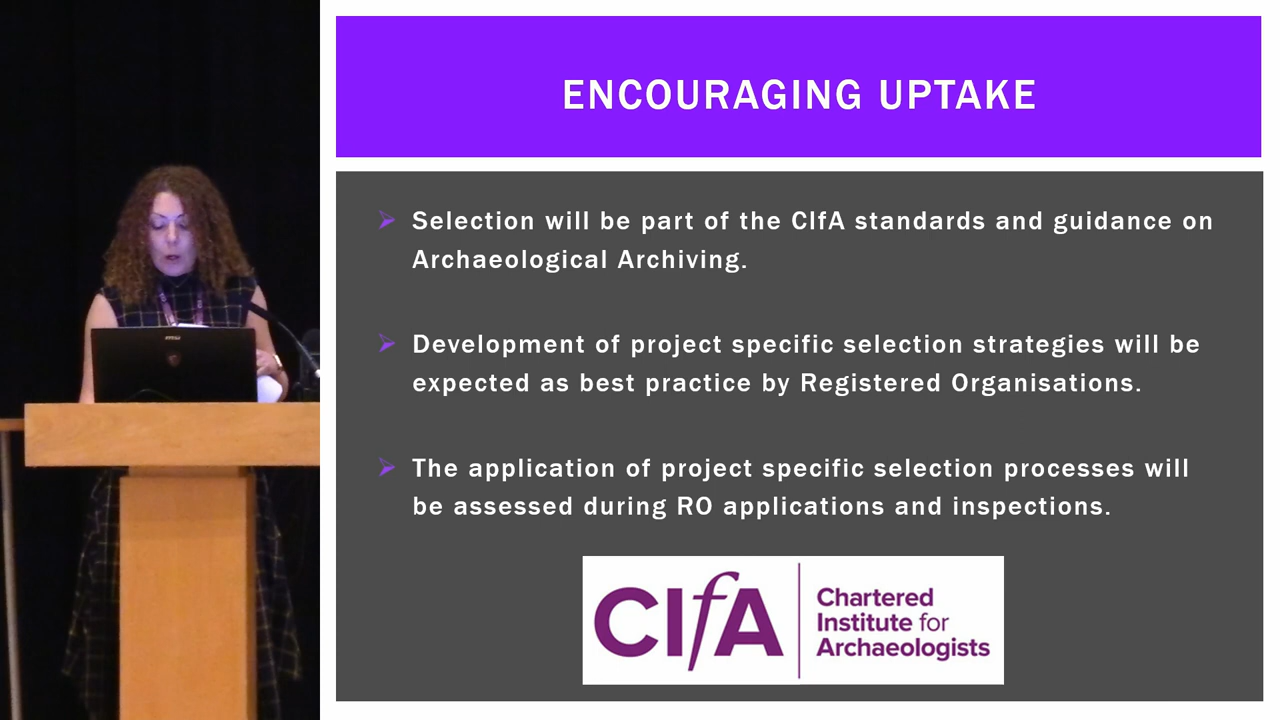 ENCOURAGING UPTAKE
Selection will be part of the CIfA standards and guidance on
Archaeological Archiving.
Development of project specific selection strategies will be
expected as best practice by Registered Organisations.
The application of project specific selection processes will
be assessed during RO applications and inspections.
CIfA
Chartered
Institute for
Archaeologists